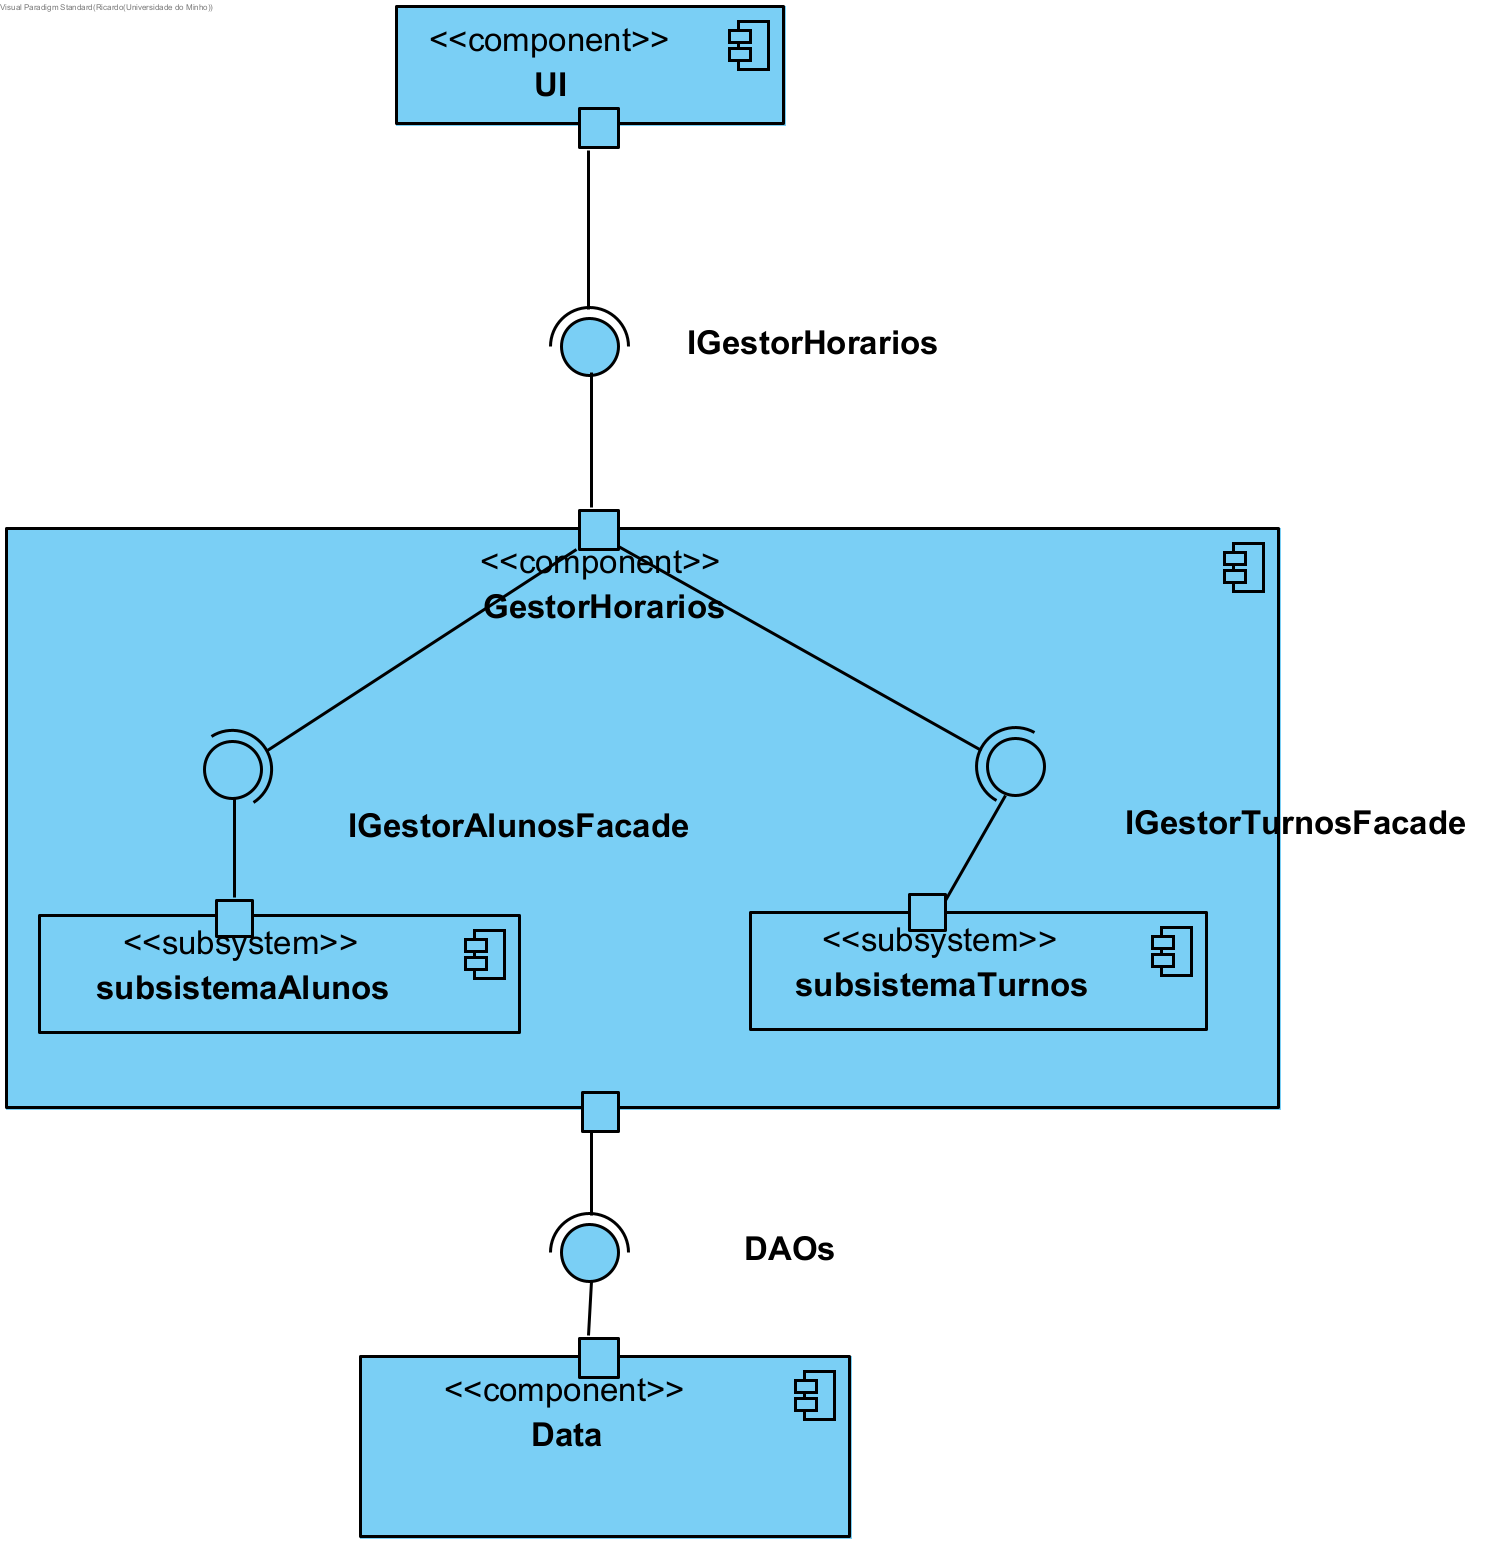 Visual Paradigm Standard(Ricardo(Universidade do Minho))
<<component>>
UI
IGestorHorarios
<<component>>
GestorHorarios
IGestorAlunosFacade
IGestorTurnosFacade
<<subsystem>>
subsistemaAlunos
<<subsystem>>
subsistemaTurnos
DAOs
<<component>>
Data